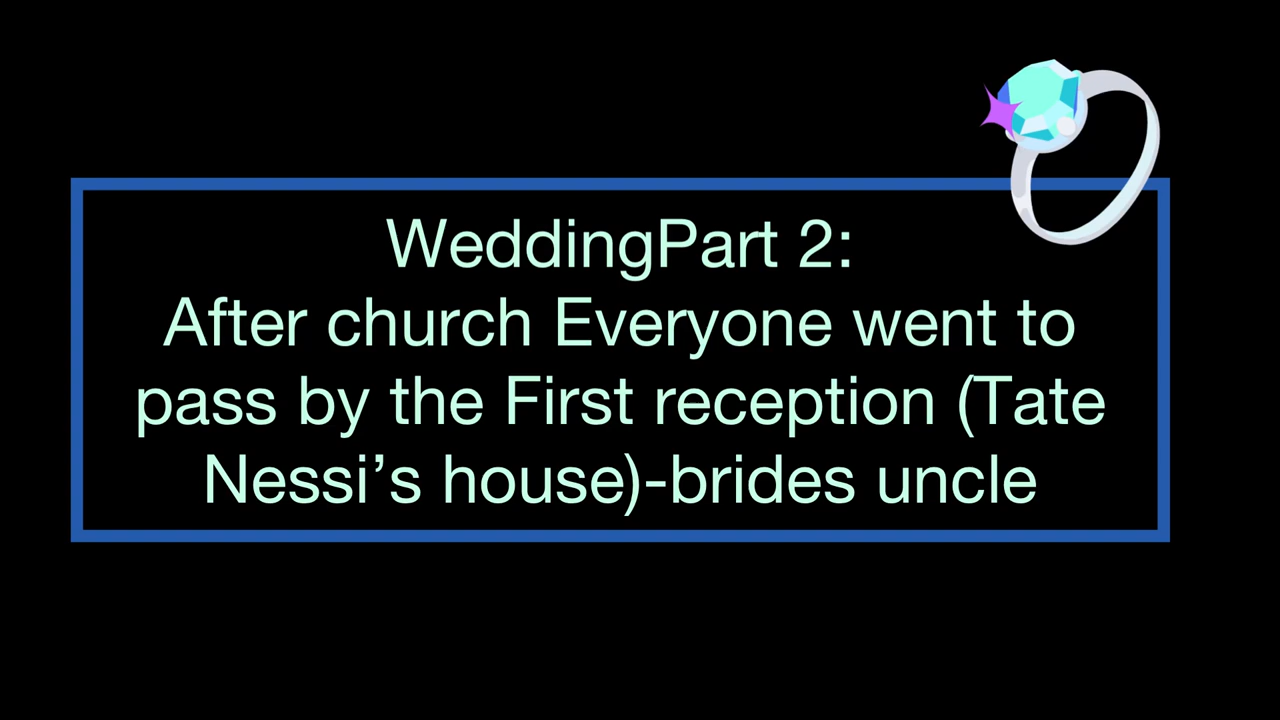 WeddingPart 2:
After church Everyone went to
pass by the First reception (Tate
Nessi’s house)-brides uncle